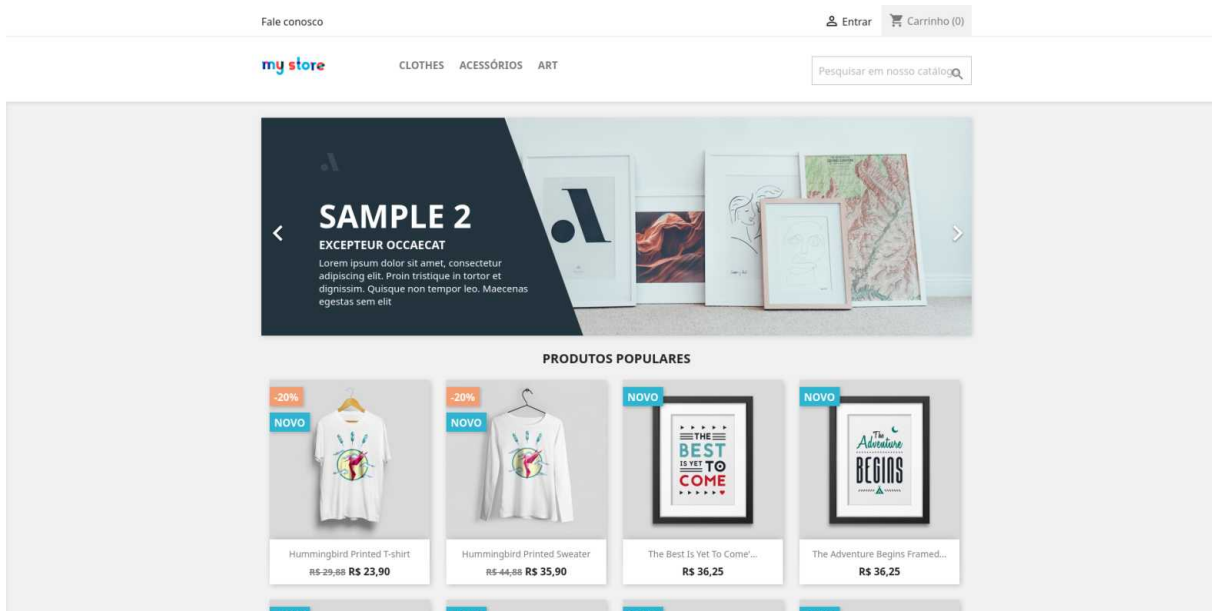 Fale conosco
Entrar
Carrinho (0)
my store
CLOTHES ACESSÓRIOS ART
Pesquisar em nosso catálogo
SAMPLE 2
EXCEPTEUR OCCAECAT
Lorem ipsum dolor sit amet, consectetur
adipiscing elit. Proin tristique in tortor et
dignissim. Quisque non tempor leo. Maecenas
egestas sem elit
PRODUTOS POPULARES
-20%
NOVO
Hummingbird Printed T-shirt
R$ 29,88 R$ 23,90
-20%
NOVO
Hummingbird Printed Sweater
R$ 44,88 R$ 35,90
NOVO
THE
BEST
IS YET TO
COME
The Best Is Yet To Come'...
R$ 36,25
NOVO
The
Adventure
BEGINS
The Adventure Begins Framed...
R$ 36,25